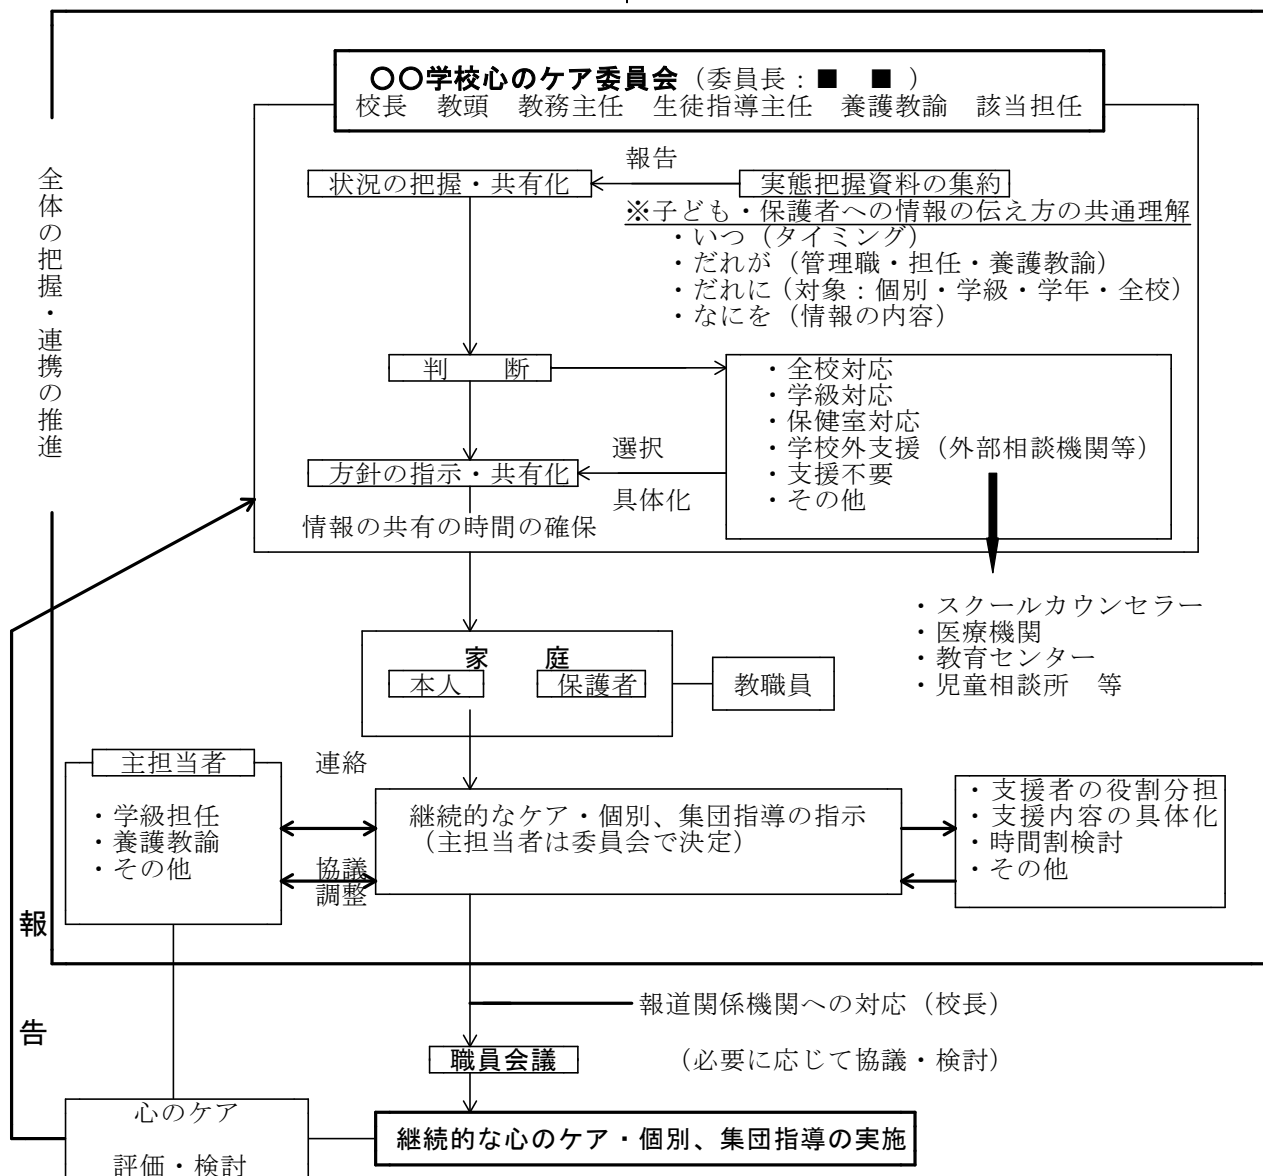 〇〇学校心のケア委員会（委員長：■　■　）
校長　教頭　教務主任　生徒指導主任　養護教諭　該当担任
全体の把握・連携の推進
報告
状況の把握・共有化
実態把握資料の集約
※子ども・保護者への情報の伝え方の共通理解
・いつ（タイミング）
・だれが（管理職・担任・養護教諭）
・だれに（対象：個別・学級・学年・全校）
・なにを（情報の内容）
判　　断
・全校対応
・学級対応
・保健室対応
・学校外支援（外部相談機関等）
・支援不要
・その他
選択
方針の指示・共有化
具体化
情報の共有の時間の確保
・スクールカウンセラー
・医療機関
・教育センター
・児童相談所　等
家　　庭
本人
保護者
教職員
主担当者
・学級担任
・養護教諭
・その他
連絡
協議
調整
継続的なケア・個別、集団指導の指示
（主担当者は委員会で決定）
・支援者の役割分担
・支援内容の具体化
・時間割検討
・その他
報告
報道関係機関への対応（校長）
職員会議
（必要に応じて協議・検討）
心のケア
評価・検討
継続的な心のケア・個別、集団指導の実施